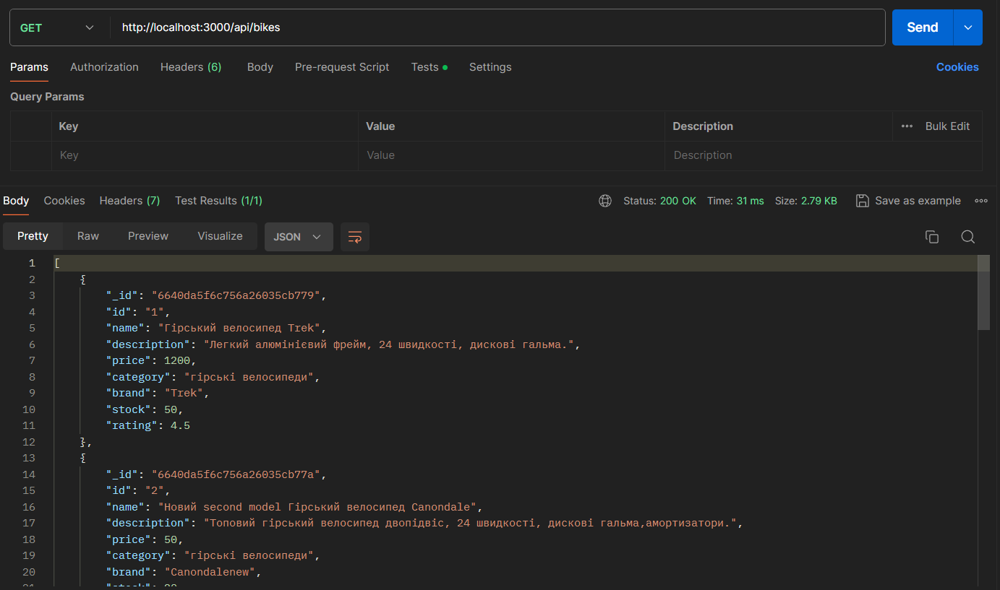 GET http://localhost:3000/api/bikes Send
Params Authorization Headers (6) Body Pre-request Script Tests Settings Cookies
Query Params
Key Value Description Bulk Edit
Key Value Description
Body Cookies Headers (7) Test Results (1/1) Status: 200 OK Time: 31 ms Size: 2.79 KB Save as example
Pretty Raw Preview Visualize JSON
1 [
2 {
3 "_id": "6640da5f6c756a26035cb779",
4 "id": "1",
5 "name": "Гірський велосипед Trek",
6 "description": "Легкий алюмінієвий фрейм, 24 швидкості, дискові гальма.",
7 "price": 1200,
8 "category": "гірські велосипеди",
9 "brand": "Trek",
10 "stock": 50,
11 "rating": 4.5
12 },
13 {
14 "_id": "6640da5f6c756a26035cb77a",
15 "id": "2",
16 "name": "Новий second model Гірський велосипед Canondale",
17 "description": "Топовий гірський велосипед двопідвіс, 24 швидкості, дискові гальма,амортизатори.",
18 "price": 50,
19 "category": "гірські велосипеди",
20 "brand": "Canondalenew",